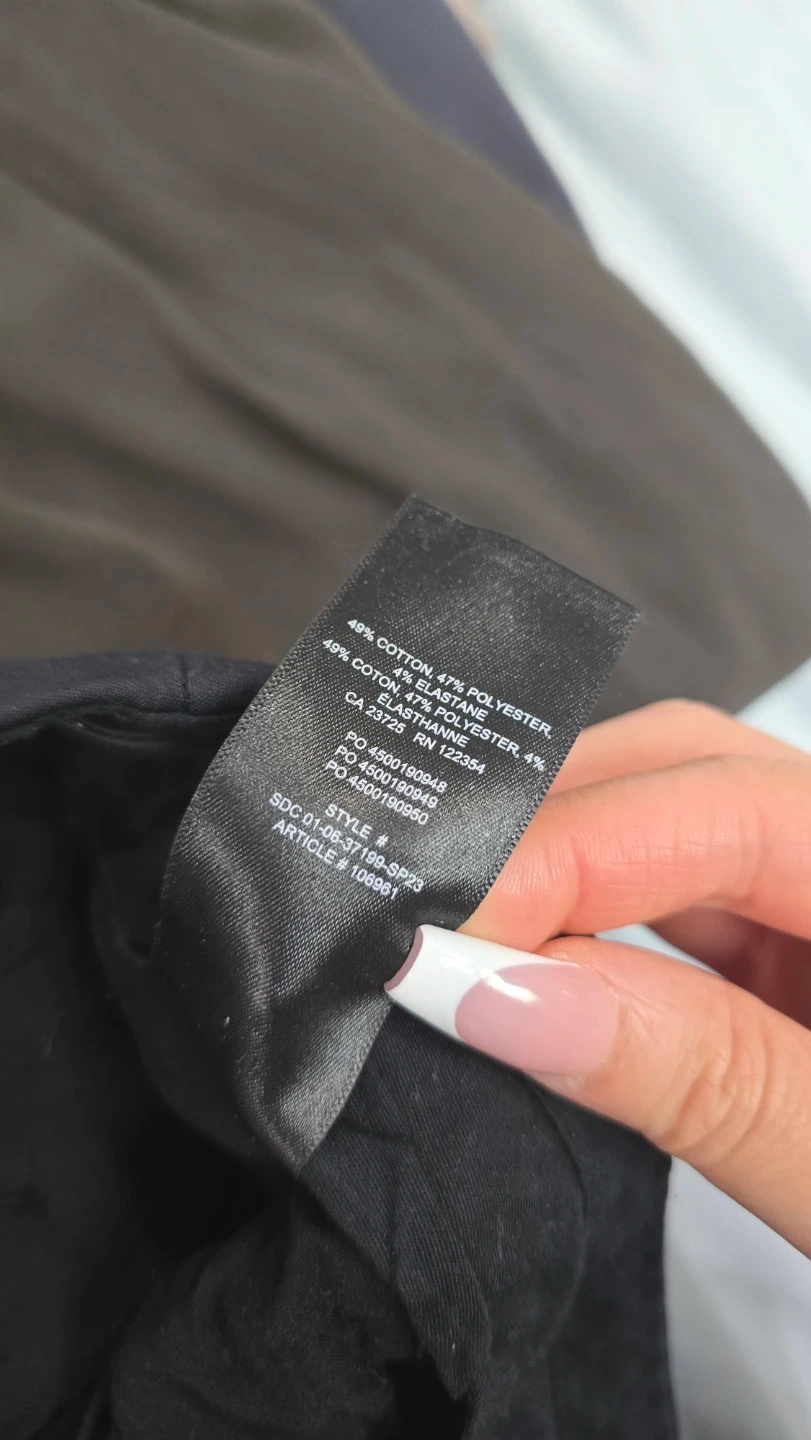 49% COTTON, 47% POLYESTER,
4% ELASTANE
49% COTON, 47% POLYESTER, 4%
ÉLASTHANNE
CA 23725 RN 122354
PO 4500190948
PO 4500190949
PO 4500190950
STYLE #
SDC 01-06-37199-SP23
ARTICLE # 106961